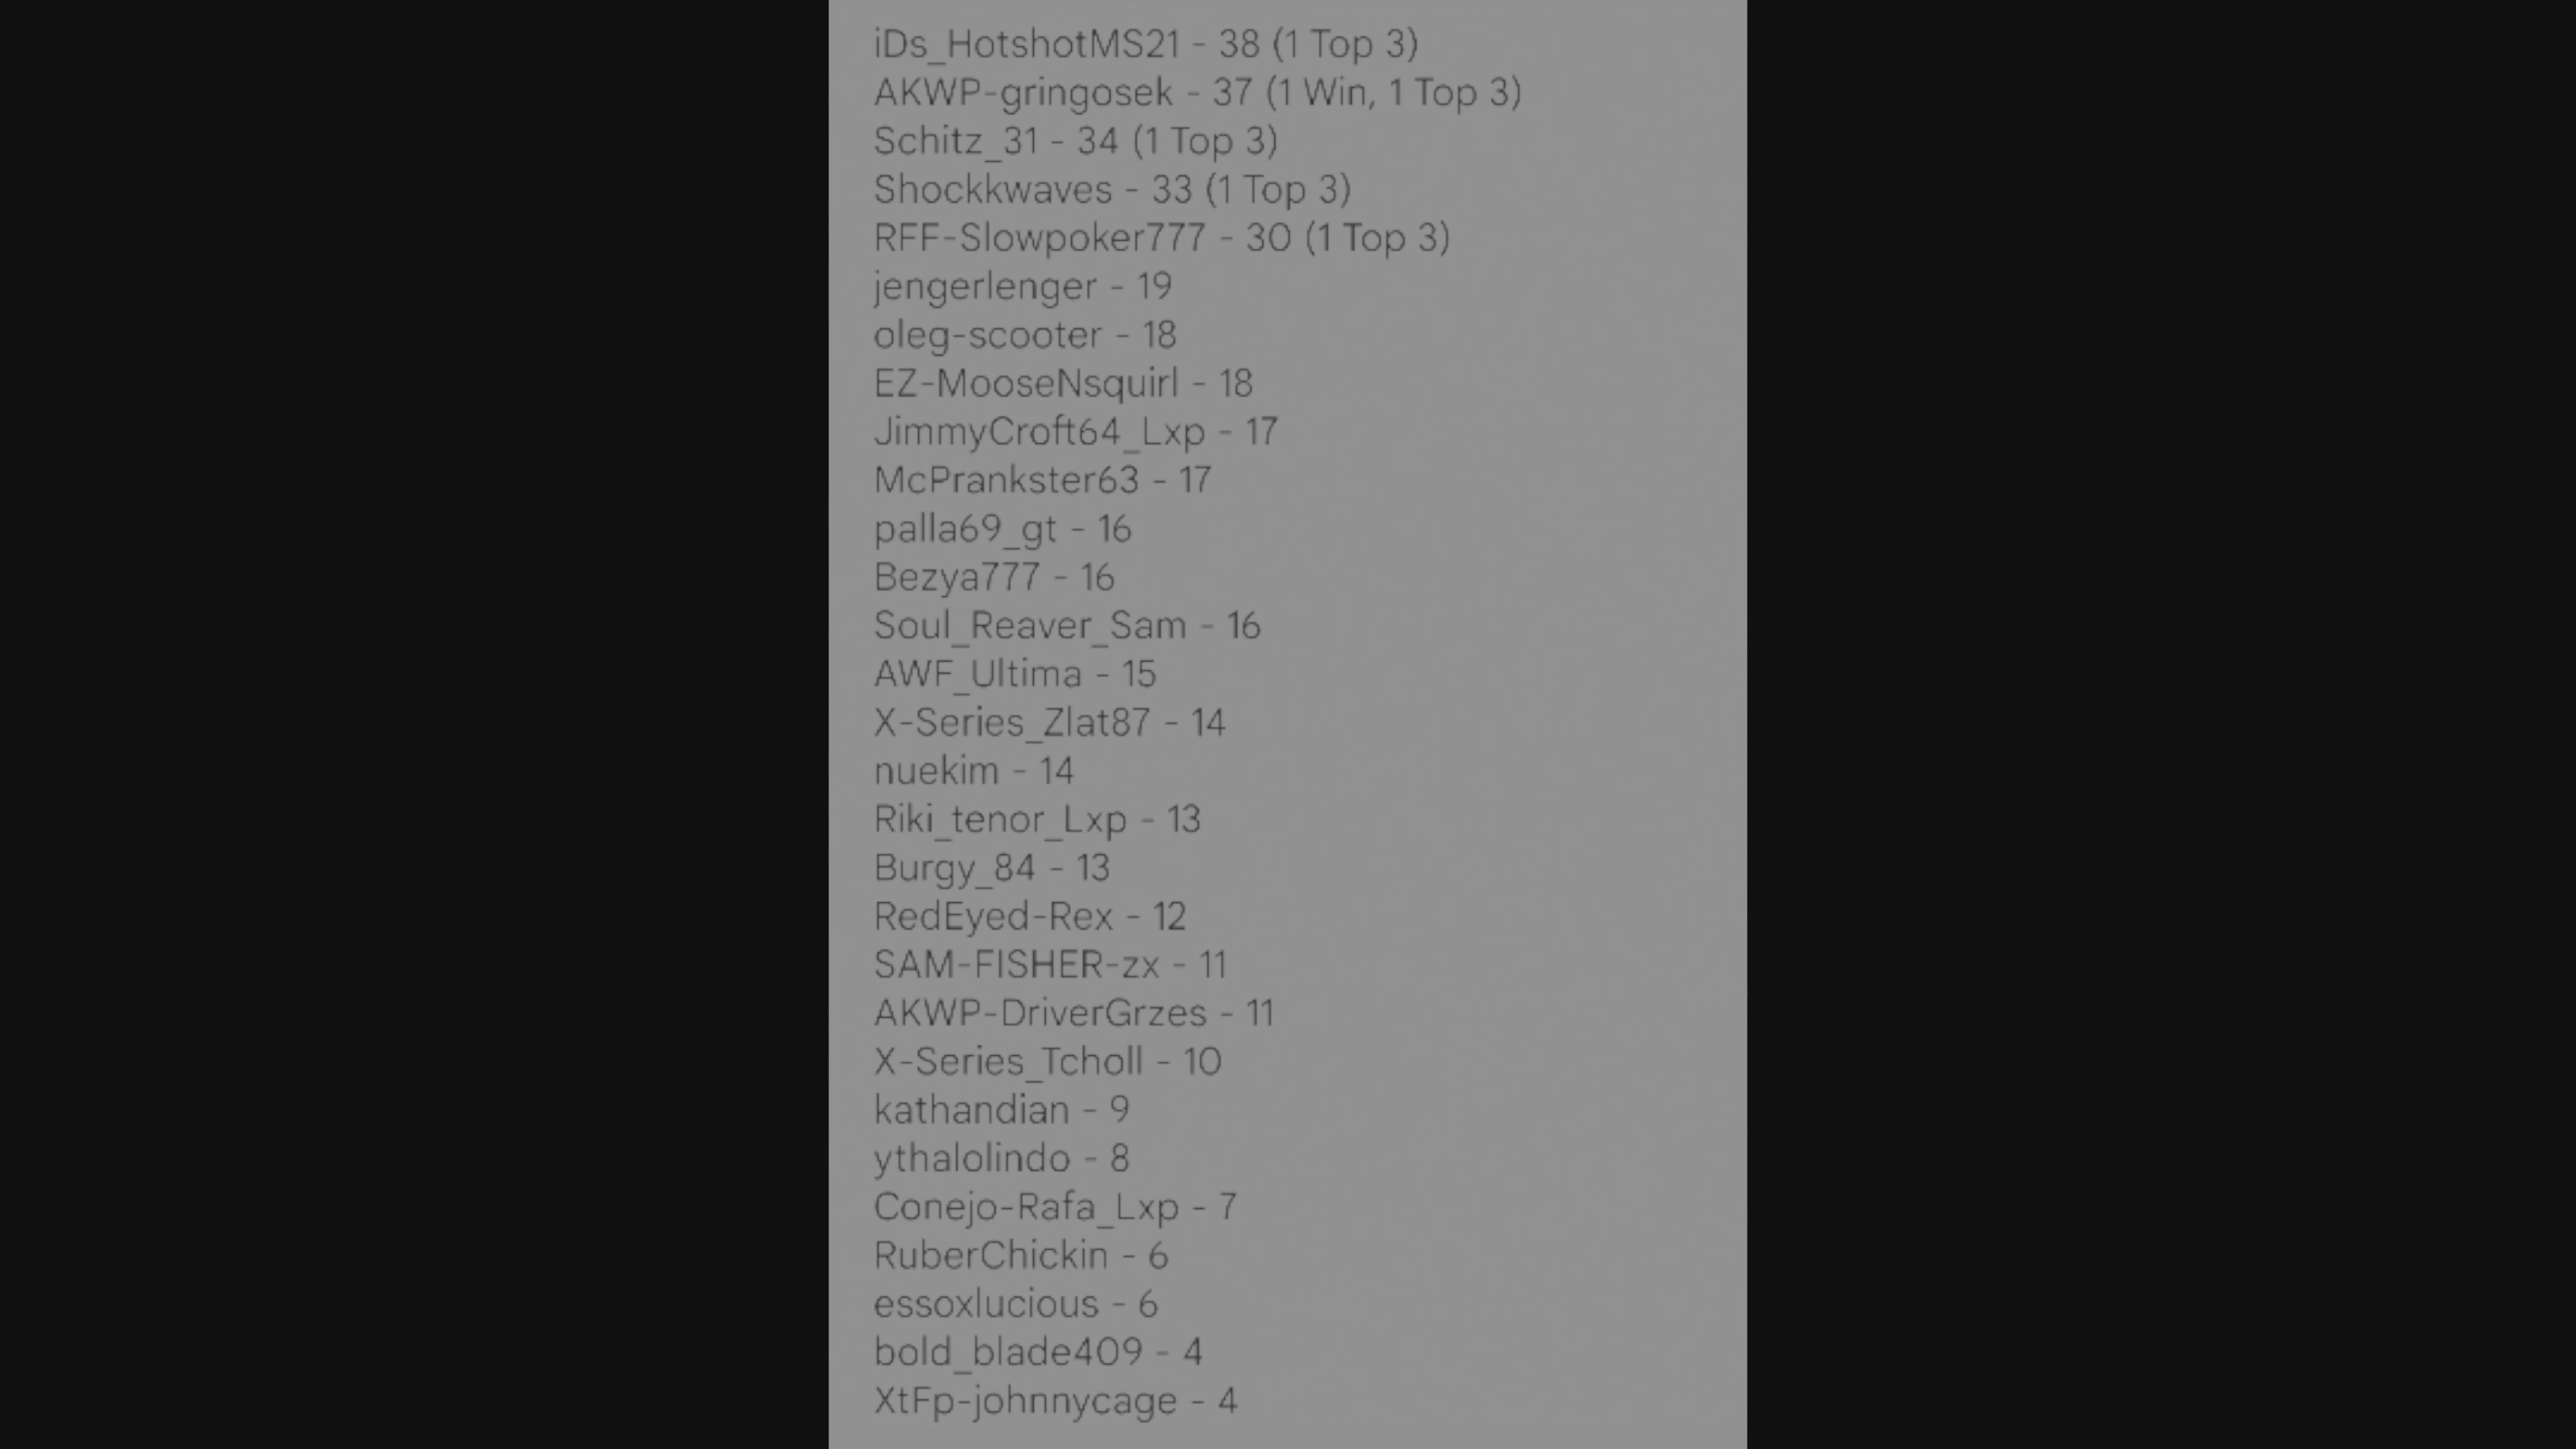 iDs_HotshotMS21 - 38 (1 Top 3)
AKWP-gringosek - 37 (1 Win, 1 Top 3)
Schitz_31 - 34 (1 Top 3)
Shockkwaves - 33 (1 Top 3)
RFF-Slowpoker777 - 30 (1 Top 3)
jengerlenger - 19
oleg-scooter - 18
EZ-MooseNsquirl - 18
JimmyCroft64_Lxp - 17
McPrankster63 - 17
palla69_gt - 16
Bezya777 - 16
Soul_Reaver_Sam - 16
AWF_Ultima - 15
X-Series_Zlat87 - 14
nuekim - 14
Riki_tenor_Lxp - 13
Burgy_84 - 13
RedEyed-Rex - 12
SAM-FISHER-zx - 11
AKWP-DriverGrzes - 11
X-Series_Tcholl - 10
kathandian - 9
ythalolindo - 8
Conejo-Rafa_Lxp - 7
RuberChickin - 6
essoxlucious - 6
bold_blade409 - 4
XtFp-johnnycage - 4